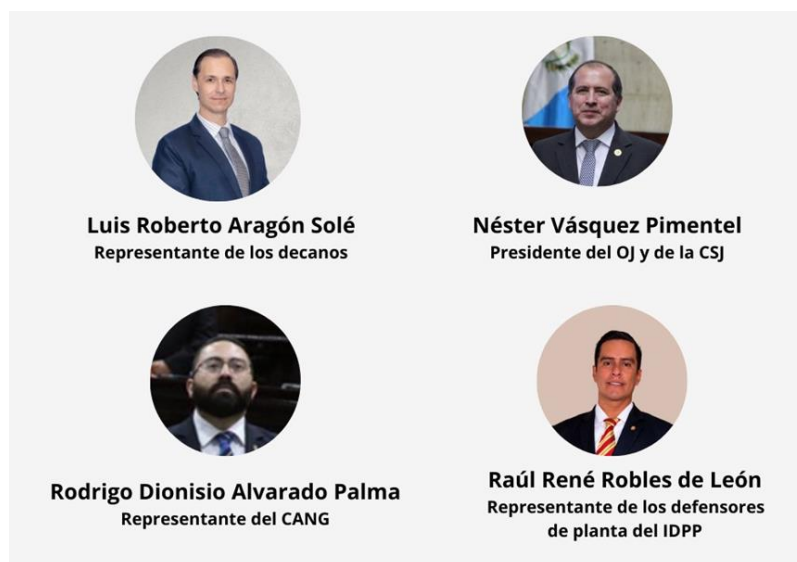 Luis Roberto Aragón Solé
Representante de los decanos
Néster Vásquez Pimentel
Presidente del OJ y de la CSJ
Rodrigo Dionisio Alvarado Palma
Representante del CANG
Raúl René Robles de León
Representante de los defensores
de planta del IDPP